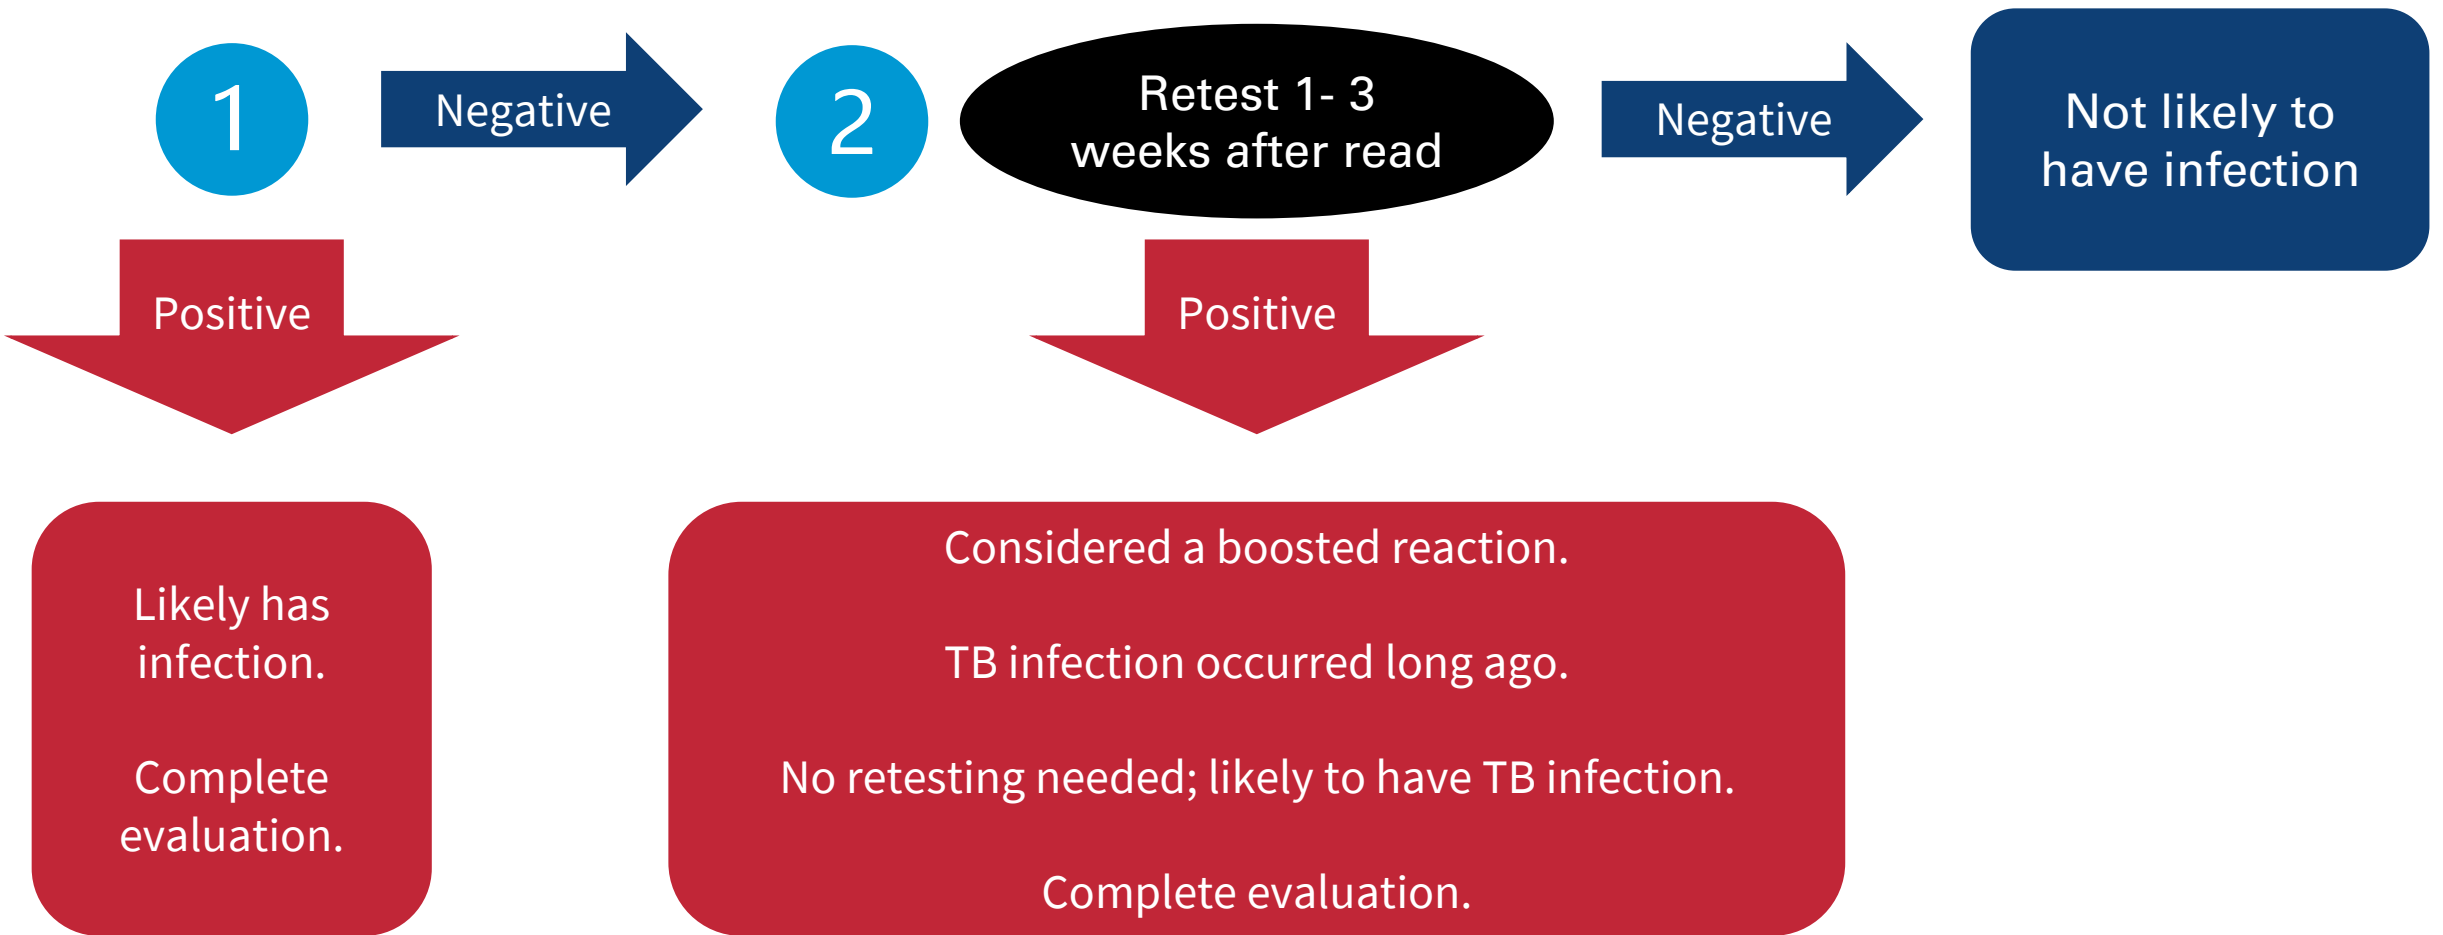 1
Negative
2
Retest 1- 3
weeks after read
Negative
Not likely to
have infection
Positive
Positive
Likely has
infection.
Complete
evaluation.
Considered a boosted reaction.
TB infection occurred long ago.
No retesting needed; likely to have TB infection.
Complete evaluation.